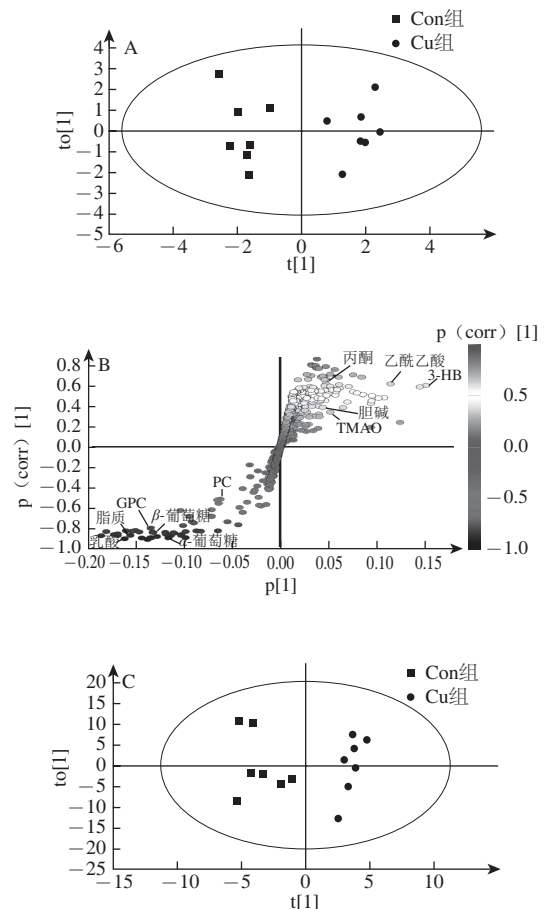 A
■ Con组
● Cu组
to[1]
4
3
2
1
0
−1
−2
−3
−4
−5
−6
−4
−2
0
2
4
t[1]
p（corr）[1]
B
丙酮
乙酰乙酸
3-HB
胆碱
TMAO
PC
GPC
脂质
β-葡萄糖
乳酸
α-葡萄糖
p（corr）[1]
0.8
0.6
0.4
0.2
0.0
−0.2
−0.4
−0.6
−0.8
−1.0
−0.20
−0.15
−0.10
−0.05
0.00
0.05
0.10
0.15
p[1]
0.5
0.0
−0.5
−1.0
C
■ Con组
● Cu组
to[1]
20
15
10
5
0
−5
−10
−15
−20
−25
−15
−10
−5
0
5
10
t[1]